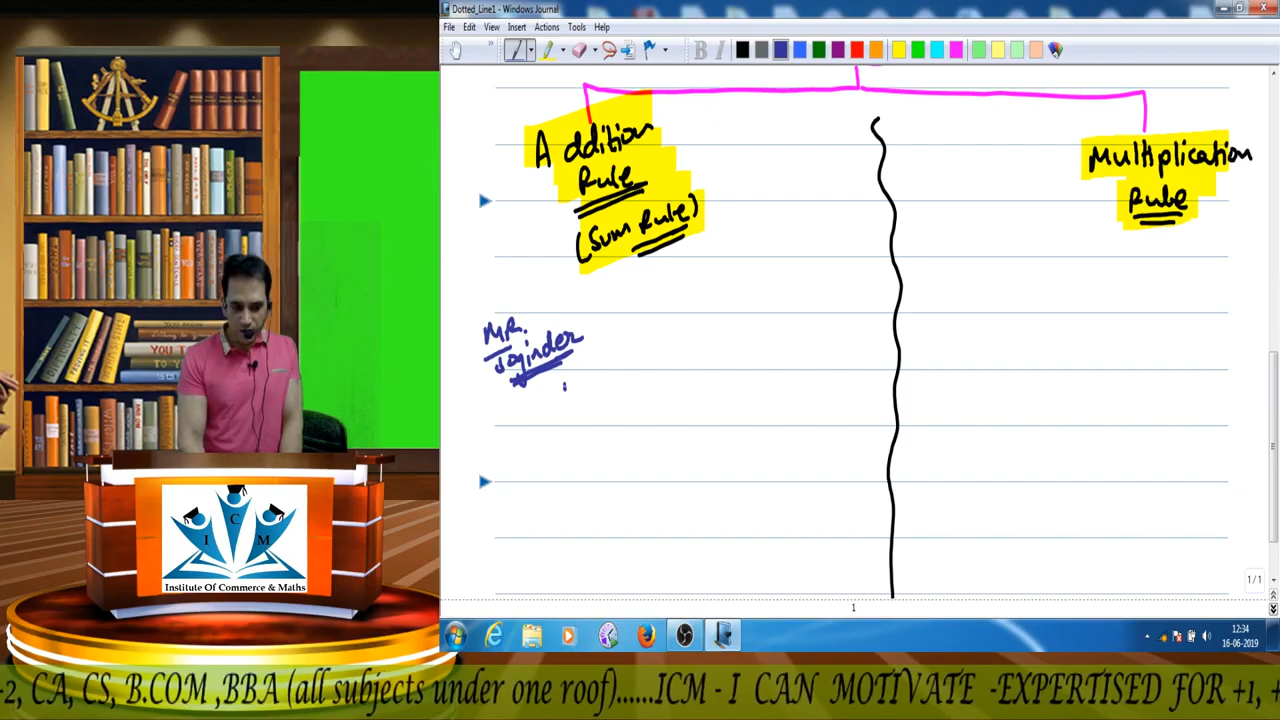 Dotted_Line1 - Windows Journal
File Edit View Insert Actions Tools Help
Addition
Rule
(Sum Rule)
Multiplication
Rule
MR.
Joginder
1/1
1
12:34
16-06-2019
I C M
Institute Of Commerce & Maths
-2, CA, CS, B.COM ,BBA (all subjects under one roof)......ICM - I CAN MOTIVATE -EXPERTISED FOR +1, +